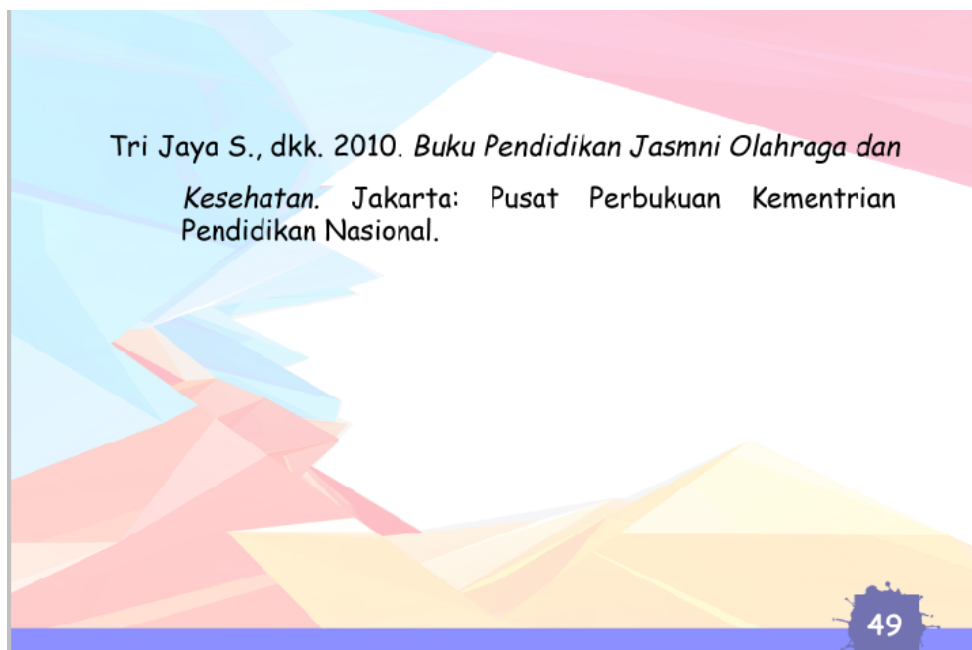 Tri Jaya S., dkk. 2010. Buku Pendidikan Jasmni Olahraga dan
Kesehatan. Jakarta: Pusat Perbukuan Kementrian
Pendidikan Nasional.
49